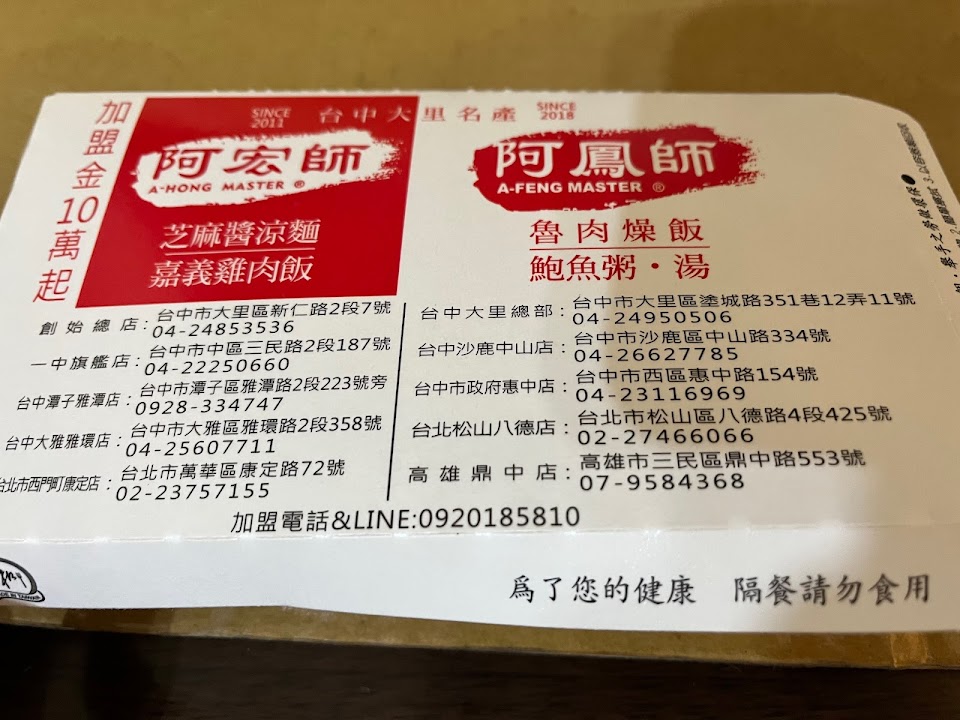 加盟金10萬起
SINCE 2011
台中大里名產
SINCE 2018
阿宏師
A-HONG MASTER ®
芝麻醬涼麵
嘉義雞肉飯
阿鳳師
A-FENG MASTER ®
魯肉燥飯
鮑魚粥·湯
創始總店：台中市大里區新仁路2段7號
04-24853536
一中旗艦店：台中市中區三民路2段187號
04-22250660
台中潭子雅潭店：台中市潭子區雅潭路2段223號旁
0928-334747
台中大雅雅環店：台中市大雅區雅環路2段358號
04-25607711
台北市西門町康定店：台北市萬華區康定路72號
02-23757155
台中大里總部：台中市大里區塗城路351巷12弄11號
04-24950506
台中沙鹿中山店：台中市沙鹿區中山路334號
04-26627785
台中市政府惠中店：台中市西區惠中路154號
04-23116969
台北松山八德店：台北市松山區八德路4段425號
02-27466066
高雄鼎中店：高雄市三民區鼎中路553號
07-9584368
加盟電話&LINE:0920185810
為了您的健康 隔餐請勿食用